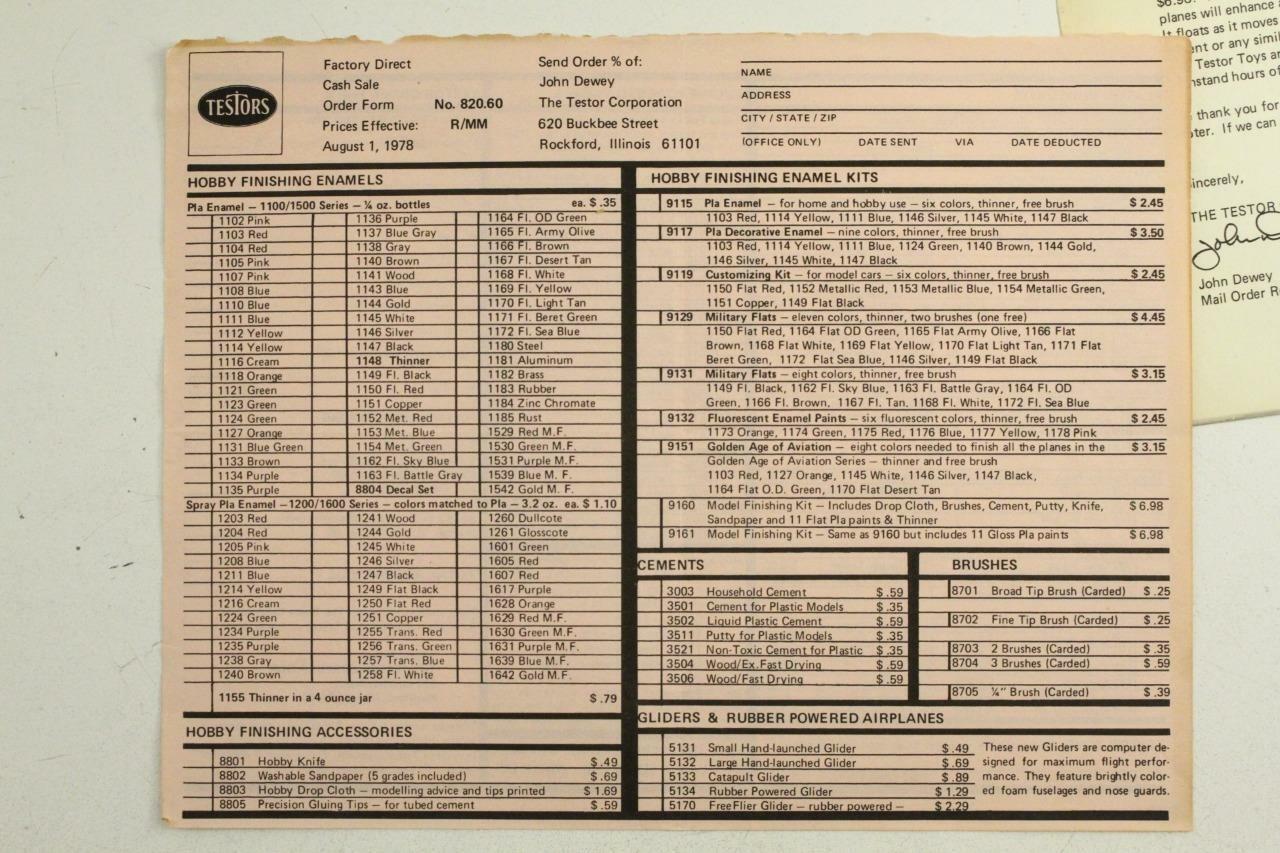 TESTORS
Factory Direct
Cash Sale
Order Form No. 820.60
Prices Effective: R/MM
August 1, 1978
Send Order % of:
John Dewey
The Testor Corporation
620 Buckbee Street
Rockford, Illinois 61101
NAME
ADDRESS
CITY / STATE / ZIP
(OFFICE ONLY) DATE SENT VIA DATE DEDUCTED
HOBBY FINISHING ENAMELS
Pla Enamel — 1100/1500 Series — ¼ oz. bottles ea. $ .35
1102 Pink 1136 Purple 1164 Fl. OD Green
1103 Red 1137 Blue Gray 1165 Fl. Army Olive
1104 Red 1138 Gray 1166 Fl. Brown
1105 Pink 1140 Brown 1167 Fl. Desert Tan
1107 Pink 1141 Wood 1168 Fl. White
1108 Blue 1143 Blue 1169 Fl. Yellow
1110 Blue 1144 Gold 1170 Fl. Light Tan
1111 Blue 1145 White 1171 Fl. Beret Green
1112 Yellow 1146 Silver 1172 Fl. Sea Blue
1114 Yellow 1147 Black 1180 Steel
1116 Cream 1148 Thinner 1181 Aluminum
1118 Orange 1149 Fl. Black 1182 Brass
1121 Green 1150 Fl. Red 1183 Rubber
1123 Green 1151 Copper 1184 Zinc Chromate
1124 Green 1152 Met. Red 1185 Rust
1127 Orange 1153 Met. Blue 1529 Red M.F.
1131 Blue Green 1154 Met. Green 1530 Green M.F.
1133 Brown 1162 Fl. Sky Blue 1531 Purple M.F.
1134 Purple 1163 Fl. Battle Gray 1539 Blue M. F.
1135 Purple 8804 Decal Set 1542 Gold M. F.
Spray Pla Enamel —1200/1600 Series — colors matched to Pla — 3.2 oz. ea. $ 1.10
1203 Red 1241 Wood 1260 Dullcote
1204 Red 1244 Gold 1261 Glosscote
1205 Pink 1245 White 1601 Green
1208 Blue 1246 Silver 1605 Red
1211 Blue 1247 Black 1607 Red
1214 Yellow 1249 Flat Black 1617 Purple
1216 Cream 1250 Flat Red 1628 Orange
1224 Green 1251 Copper 1629 Red M.F.
1234 Purple 1255 Trans. Red 1630 Green M.F.
1235 Purple 1256 Trans. Green 1631 Purple M.F.
1238 Gray 1257 Trans. Blue 1639 Blue M.F.
1240 Brown 1258 Fl. White 1642 Gold M.F.
1155 Thinner in a 4 ounce jar $ .79
HOBBY FINISHING ACCESSORIES
8801 Hobby Knife $ .49
8802 Washable Sandpaper (5 grades included) $ .69
8803 Hobby Drop Cloth — modelling advice and tips printed $ 1.69
8805 Precision Gluing Tips — for tubed cement $ .59
HOBBY FINISHING ENAMEL KITS
9115 Pla Enamel — for home and hobby use — six colors, thinner, free brush $ 2.45
1103 Red, 1114 Yellow, 1111 Blue, 1146 Silver, 1145 White, 1147 Black
9117 Pla Decorative Enamel — nine colors, thinner, free brush $ 3.50
1103 Red, 1114 Yellow, 1111 Blue, 1124 Green, 1140 Brown, 1144 Gold,
1146 Silver, 1145 White, 1147 Black
9119 Customizing Kit — for model cars — six colors, thinner, free brush $ 2.45
1150 Flat Red, 1152 Metallic Red, 1153 Metallic Blue, 1154 Metallic Green,
1151 Copper, 1149 Flat Black
9129 Military Flats — eleven colors, thinner, two brushes (one free) $ 4.45
1150 Flat Red, 1164 Flat OD Green, 1165 Flat Army Olive, 1166 Flat
Brown, 1168 Flat White, 1169 Flat Yellow, 1170 Flat Light Tan, 1171 Flat
Beret Green, 1172 Flat Sea Blue, 1146 Silver, 1149 Flat Black
9131 Military Flats — eight colors, thinner, free brush $ 3.15
1149 Fl. Black, 1162 Fl. Sky Blue, 1163 Fl. Battle Gray, 1164 Fl. OD
Green, 1166 Fl. Brown, 1167 Fl. Tan. 1168 Fl. White, 1172 Fl. Sea Blue
9132 Fluorescent Enamel Paints — six fluorescent colors, thinner, free brush $ 2.45
1173 Orange, 1174 Green, 1175 Red, 1176 Blue, 1177 Yellow, 1178 Pink
9151 Golden Age of Aviation — eight colors needed to finish all the planes in the $ 3.15
Golden Age of Aviation Series — thinner and free brush
1103 Red, 1127 Orange, 1145 White, 1146 Silver, 1147 Black,
1164 Flat O.D. Green, 1170 Flat Desert Tan
9160 Model Finishing Kit — Includes Drop Cloth, Brushes, Cement, Putty, Knife, $ 6.98
Sandpaper and 11 Flat Pla paints & Thinner
9161 Model Finishing Kit — Same as 9160 but includes 11 Gloss Pla paints $ 6.98
CEMENTS
3003 Household Cement $ .59
3501 Cement for Plastic Models $ .35
3502 Liquid Plastic Cement $ .59
3511 Putty for Plastic Models $ .35
3521 Non-Toxic Cement for Plastic $ .35
3504 Wood/Ex.Fast Drying $ .59
3506 Wood/Fast Drying $ .59
BRUSHES
8701 Broad Tip Brush (Carded) $ .25
8702 Fine Tip Brush (Carded) $ .25
8703 2 Brushes (Carded) $ .35
8704 3 Brushes (Carded) $ .59
8705 ¼" Brush (Carded) $ .39
GLIDERS & RUBBER POWERED AIRPLANES
5131 Small Hand-launched Glider $ .49
5132 Large Hand-launched Glider $ .69
5133 Catapult Glider $ .89
5134 Rubber Powered Glider $ 1.29
5170 Free Flier Glider — rubber powered — $ 2.29
These new Gliders are computer de-
signed for maximum flight perfor-
mance. They feature brightly color-
ed foam fuselages and nose guards.
planes will enhance
It floats as it moves
ent or any simil
Testor Toys ar
nstand hours of
thank you for
ter. If we can
incerely,
THE TESTOR
John Dewey
Mail Order R